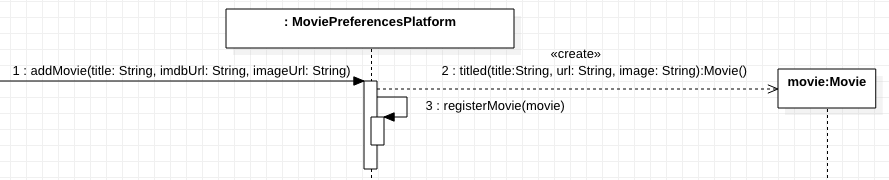 : MoviePreferencesPlatform
«create»
1 : addMovie(title: String, imdbUrl: String, imageUrl: String)
2 : titled(title:String, url: String, image: String):Movie()
movie:Movie
3 : registerMovie(movie)